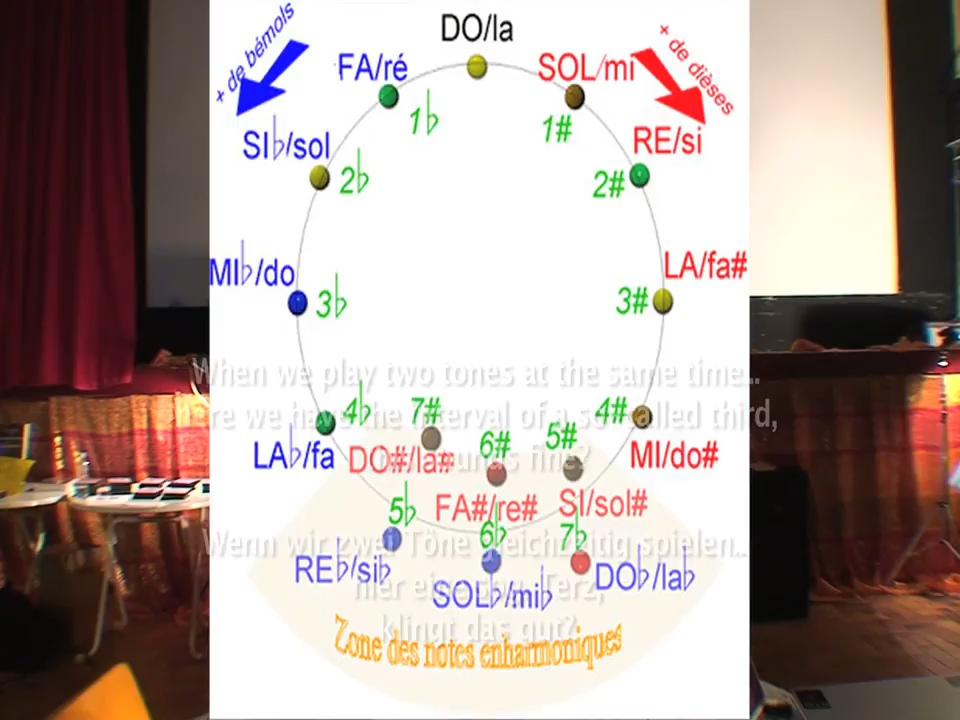 DO/la
+ de bémols
FA/ré
SOL/mi
+ de dièses
1♭
1#
SI♭/sol
RE/si
2♭
2#
MI♭/do
LA/fa#
3♭
3#
When we play two tones at the same time..
here we have the interval of a so called third,
4♭
7#
4#
6#
5#
LA♭/fa
DO#/la#
sounds fine?
MI/do#
FA#/re#
SI/sol#
5♭
6♭
7♭
Wenn wir zwei Töne gleichzeitig spielen..
RE♭/si♭
SOL♭/mi♭
DO♭/la♭
hier eine Terz,
klingt das gut?
Zone des notes enharmoniques